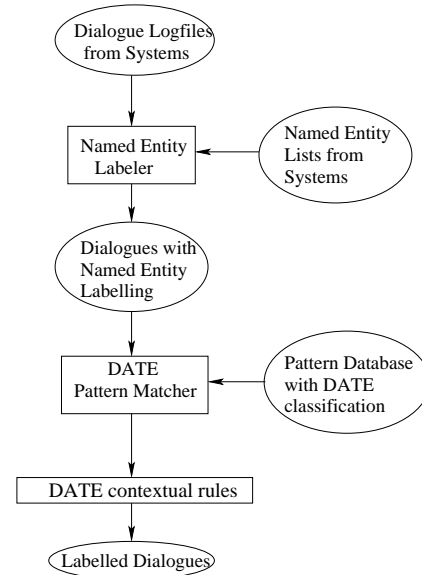 Dialogue Logfiles
from Systems
Named Entity
Labeler
Named Entity
Lists from
Systems
Dialogues with
Named Entity
Labelling
DATE
Pattern Matcher
Pattern Database
with DATE
classification
DATE contextual rules
Labelled Dialogues